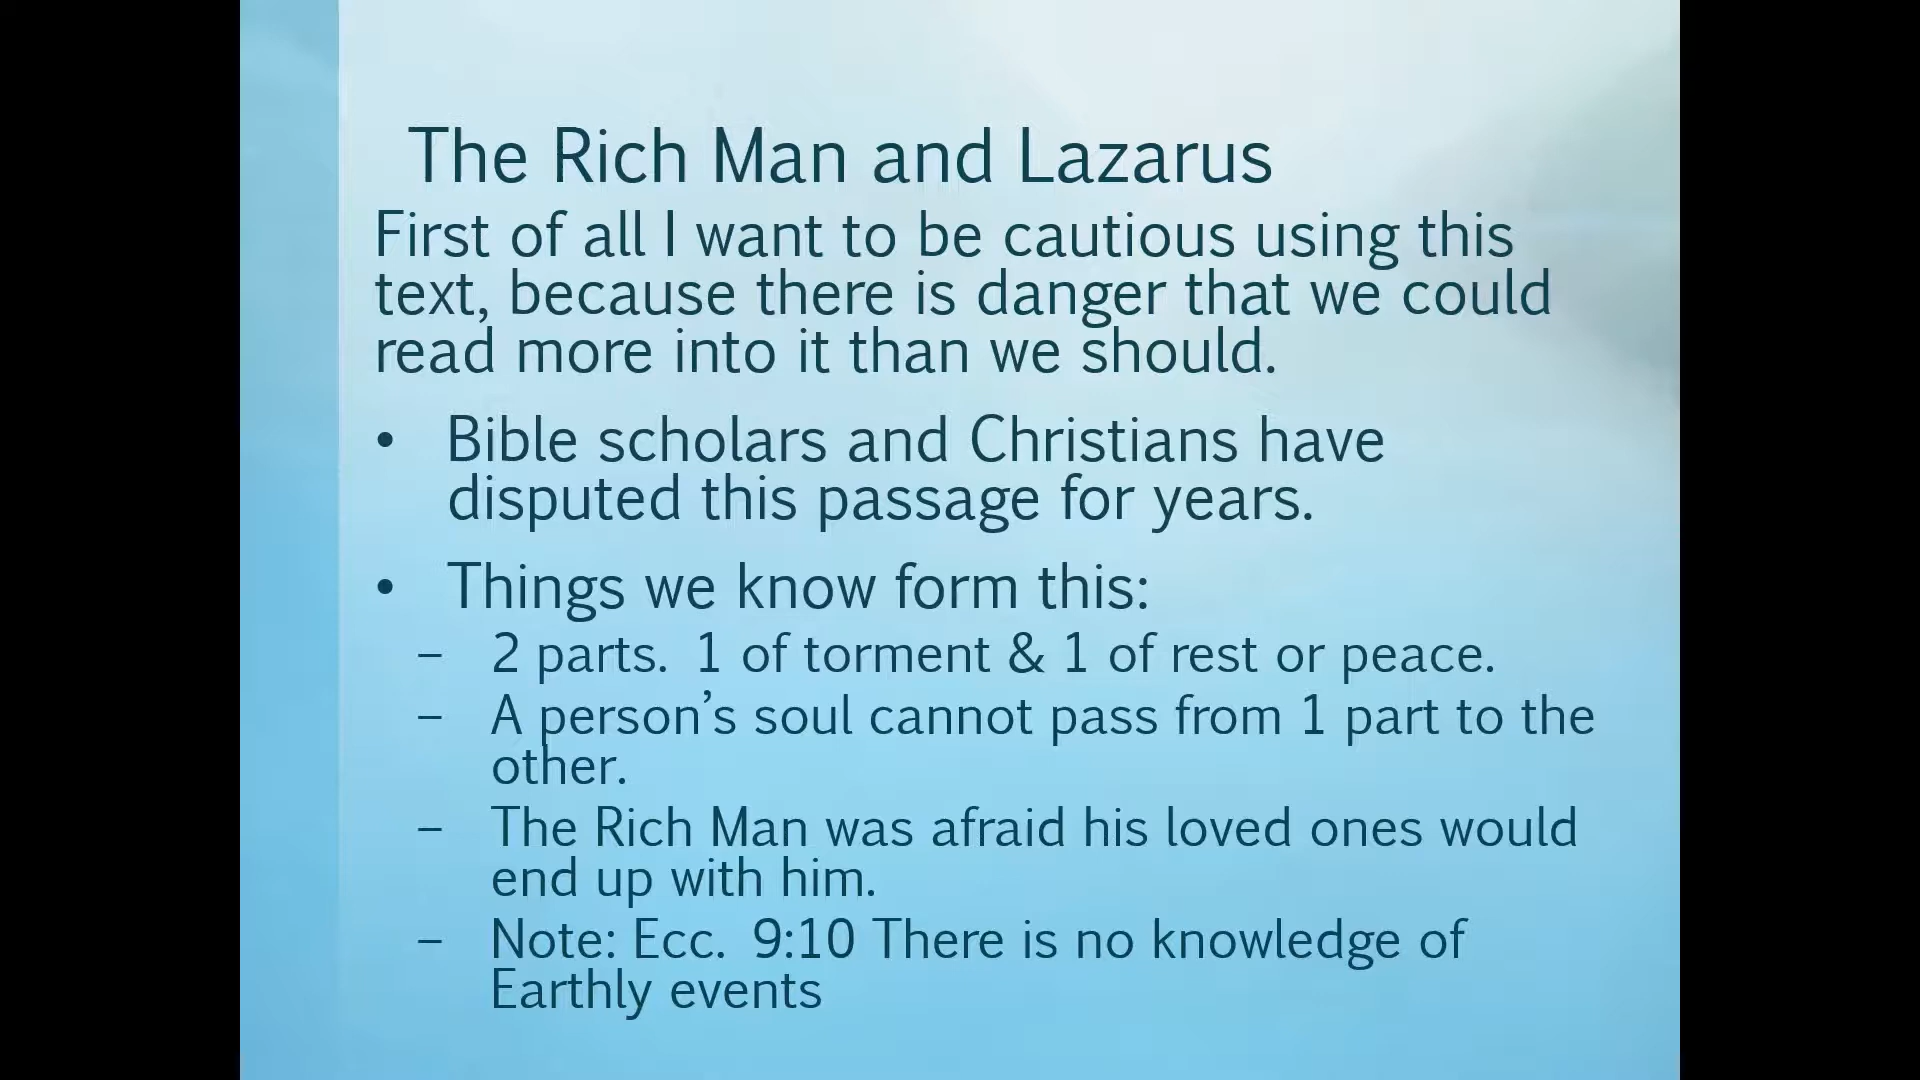 The Rich Man and Lazarus
First of all I want to be cautious using this
text, because there is danger that we could
read more into it than we should.
• Bible scholars and Christians have
disputed this passage for years.
• Things we know form this:
– 2 parts. 1 of torment & 1 of rest or peace.
– A person’s soul cannot pass from 1 part to the
other.
– The Rich Man was afraid his loved ones would
end up with him.
– Note: Ecc. 9:10 There is no knowledge of
Earthly events